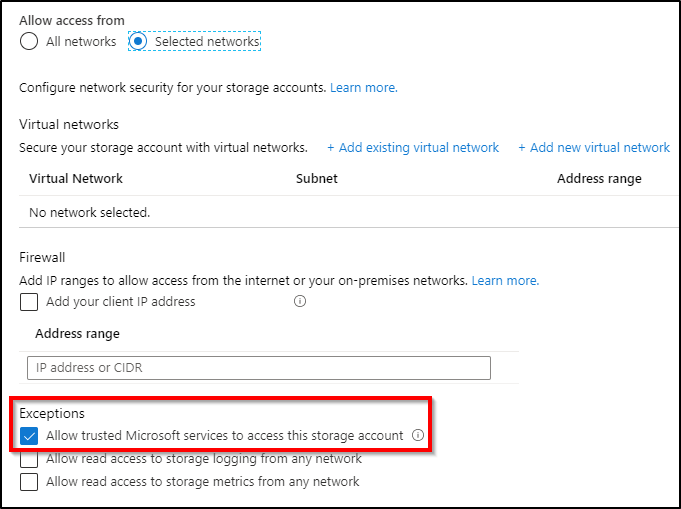 Allow access from
All networks Selected networks
Configure network security for your storage accounts. Learn more.
Virtual networks
Secure your storage account with virtual networks. + Add existing virtual network + Add new virtual network
Virtual Network Subnet Address range
No network selected.
Firewall
Add IP ranges to allow access from the internet or your on-premises networks. Learn more.
Add your client IP address
Address range
IP address or CIDR
Exceptions
Allow trusted Microsoft services to access this storage account
Allow read access to storage logging from any network
Allow read access to storage metrics from any network